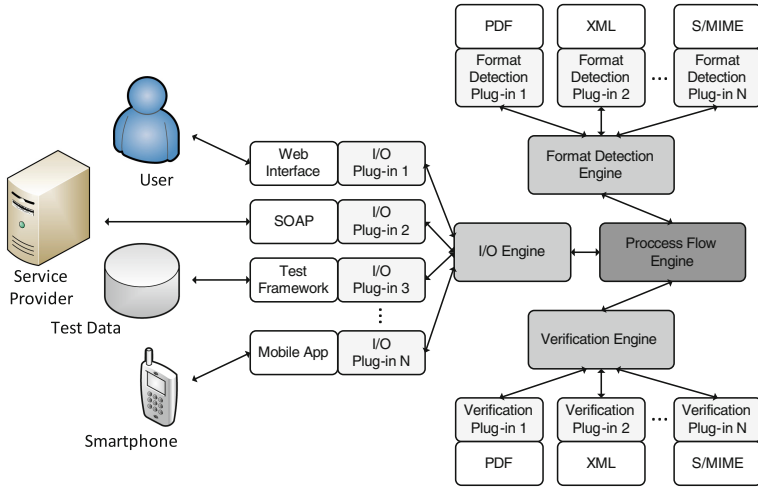 PDF
XML
S/MIME
Format
Detection
Plug-in 1
Format
Detection
Plug-in 2
...
Format
Detection
Plug-in N
Format Detection
Engine
User
Web
Interface
I/O
Plug-in 1
SOAP
I/O
Plug-in 2
Service
Provider
I/O Engine
Proccess Flow
Engine
Test
Framework
I/O
Plug-in 3
Test Data
...
Mobile App
I/O
Plug-in N
Smartphone
Verification Engine
Verification
Plug-in 1
Verification
Plug-in 2
...
Verification
Plug-in N
PDF
XML
S/MIME